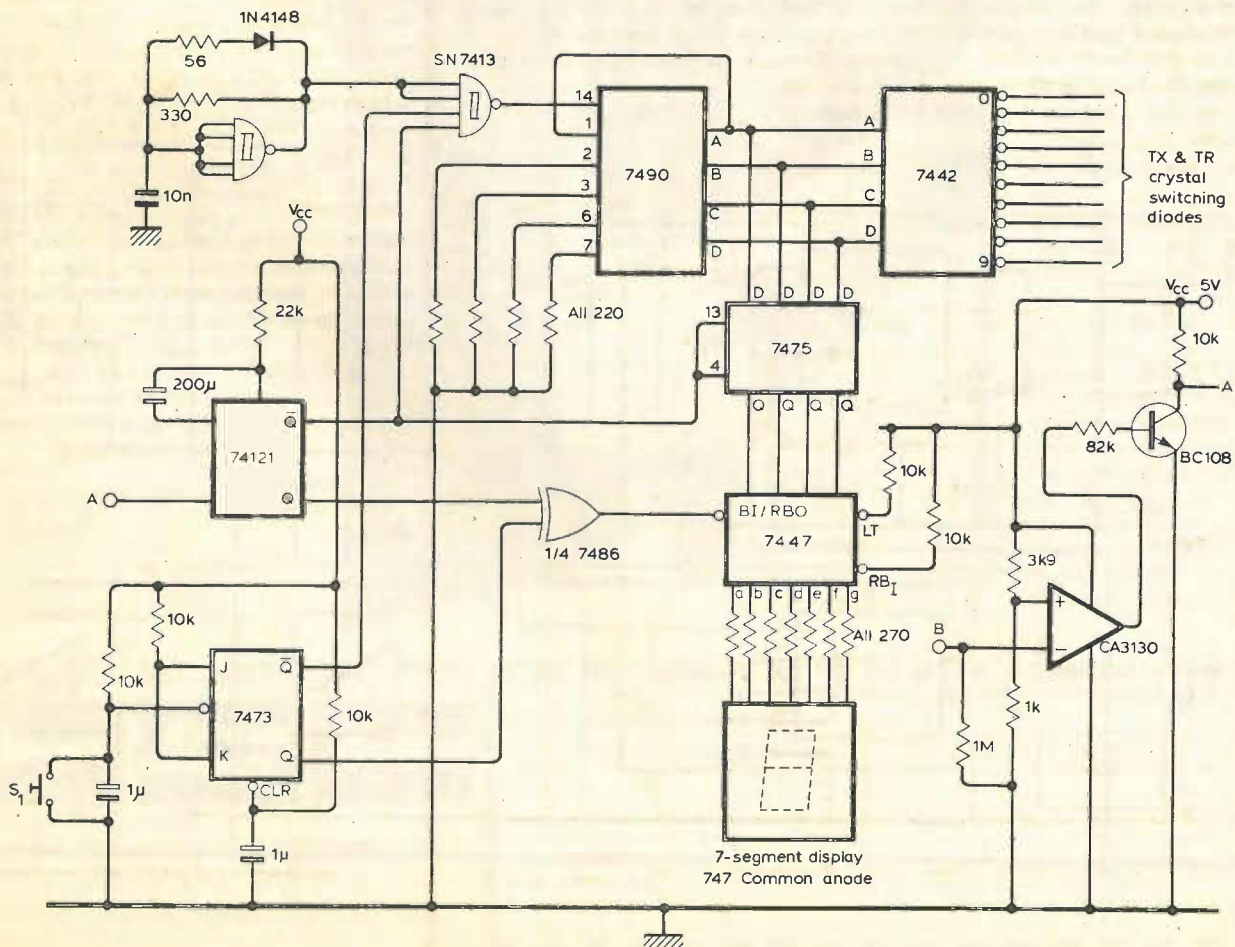 1N4148
56
330
10n
SN7413
14
1
2
3
6
7
7490
A
B
C
D
A
B
C
D
7442
0
9
TX & TR
crystal
switching
diodes
Vcc
22k
200μ
All 220
13
4
D D D D
7475
Q Q Q Q
Vcc 5V
10k
A
82k
BC108
74121
Q̅
Q
A
1/4 7486
BI/RBO
7447
LT
RBI
10k
10k
3k9
a b c d e f g
All 270
B
+
−
CA3130
1k
1M
10k
10k
J
Q̅
7473
K
Q
CLR
10k
S1
1μ
1μ
7-segment display
747 Common anode